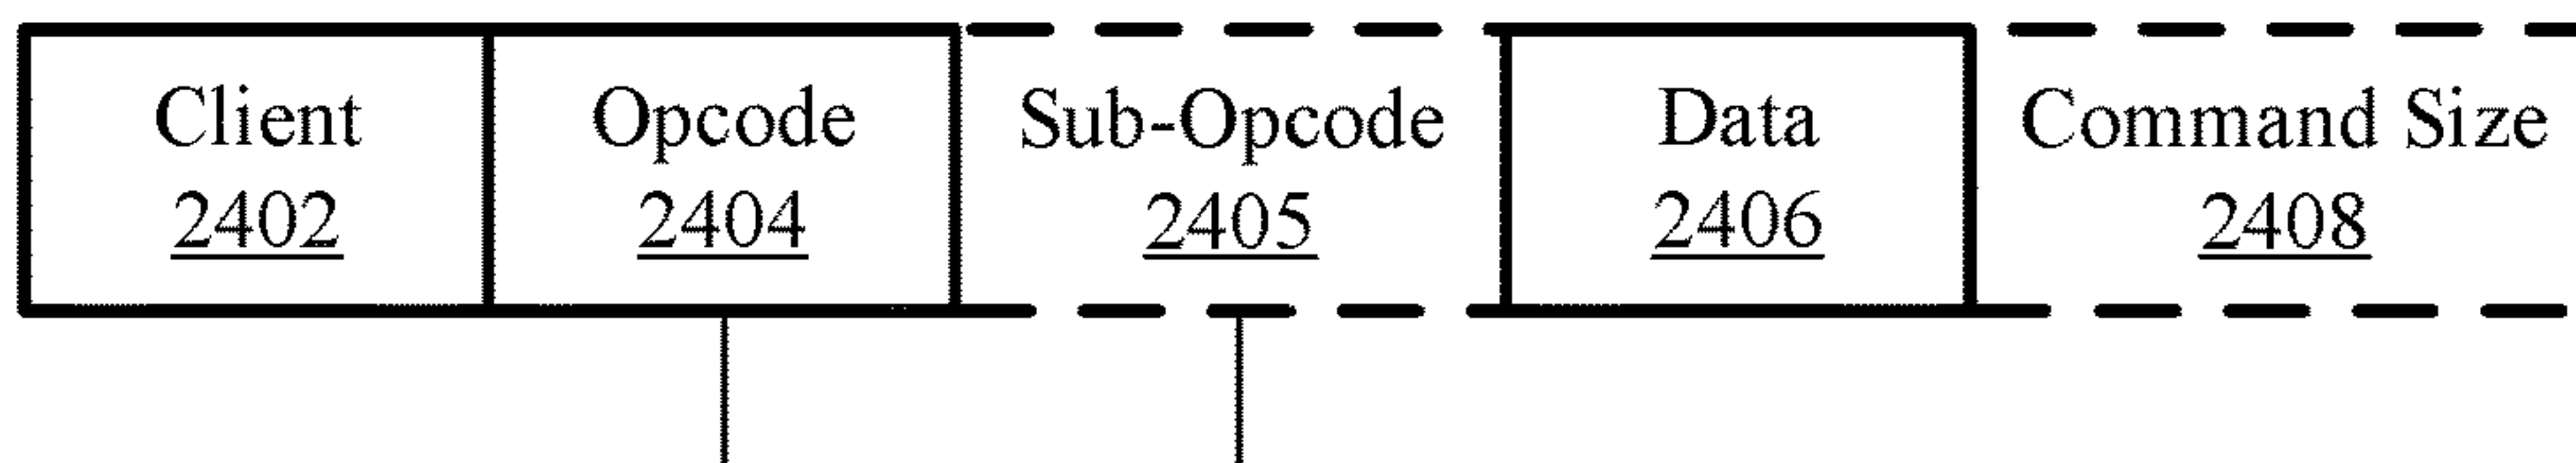 Client Opcode Sub-Opcode Data Command Size
2402 2404 2405 2406 2408